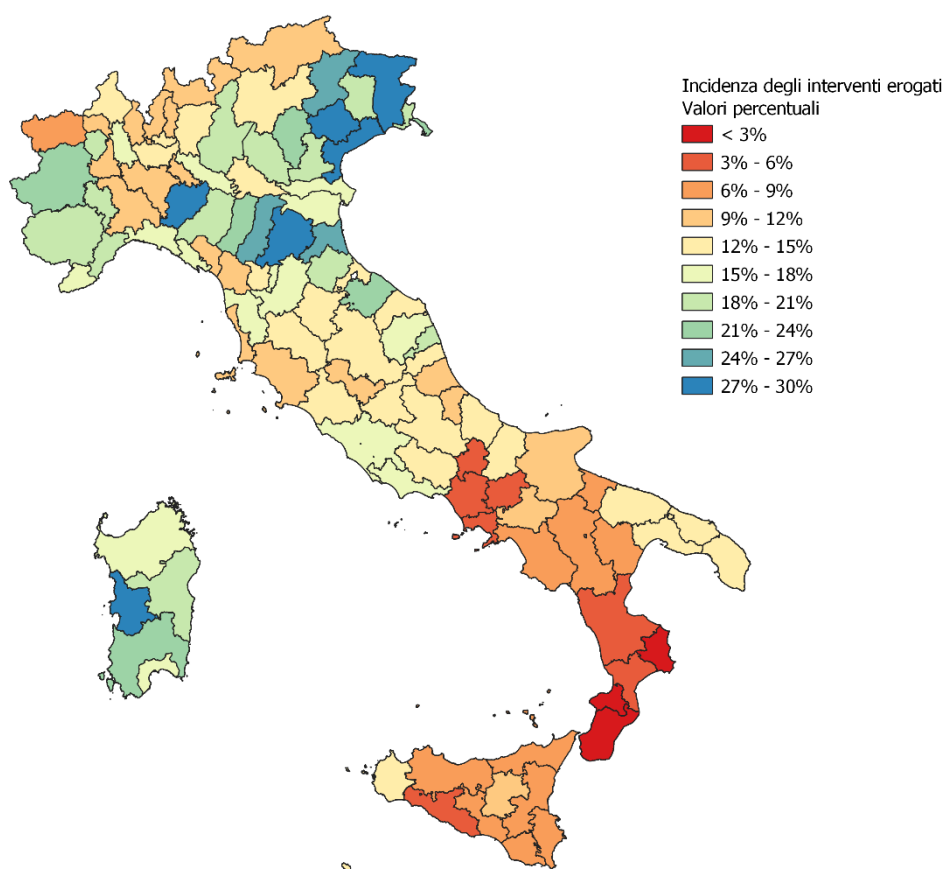 Incidenza degli interventi erogati
Valori percentuali
< 3%
3% - 6%
6% - 9%
9% - 12%
12% - 15%
15% - 18%
18% - 21%
21% - 24%
24% - 27%
27% - 30%